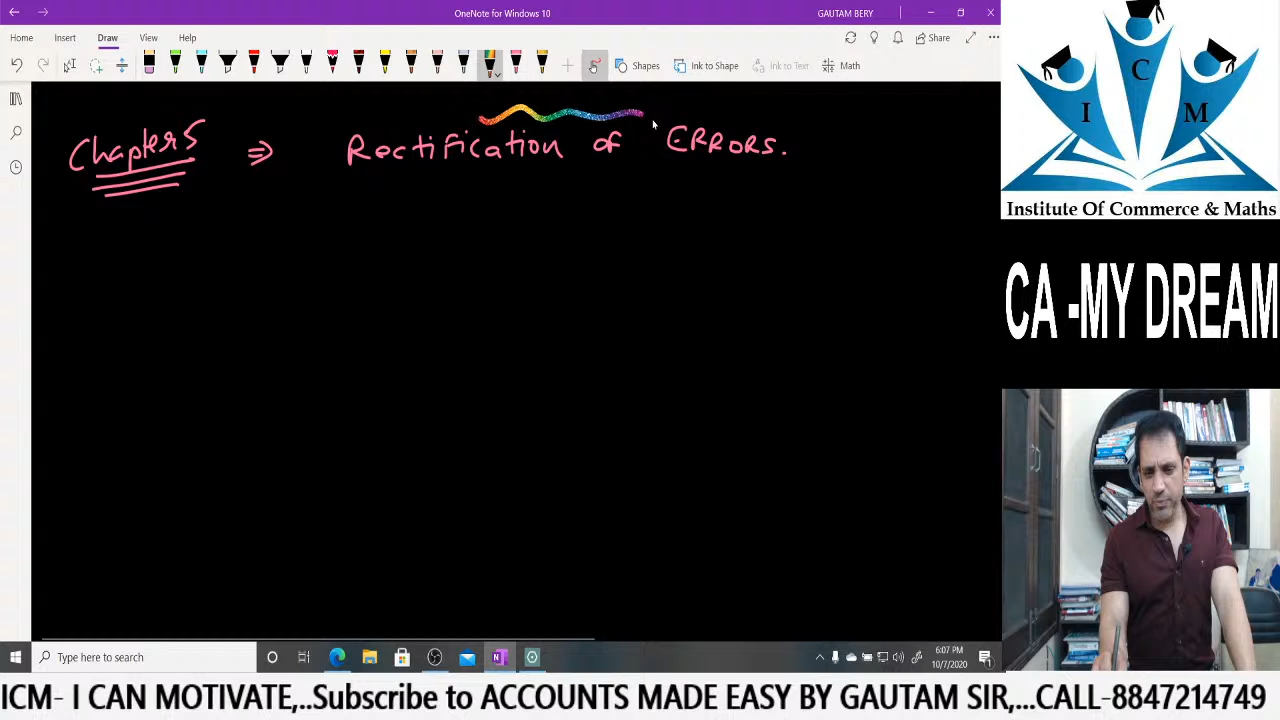 OneNote for Windows 10
GAUTAM BERY
Home Insert Draw View Help
Share
Shapes
Ink to Shape
Ink to Text
Math
Chapter 5 ⇒ Rectification of ERRORS.
I C M
Institute Of Commerce & Maths
CA -MY DREAM
Type here to search
6:07 PM
10/7/2020
ICM- I CAN MOTIVATE,..Subscribe to ACCOUNTS MADE EASY BY GAUTAM SIR,...CALL-8847214749